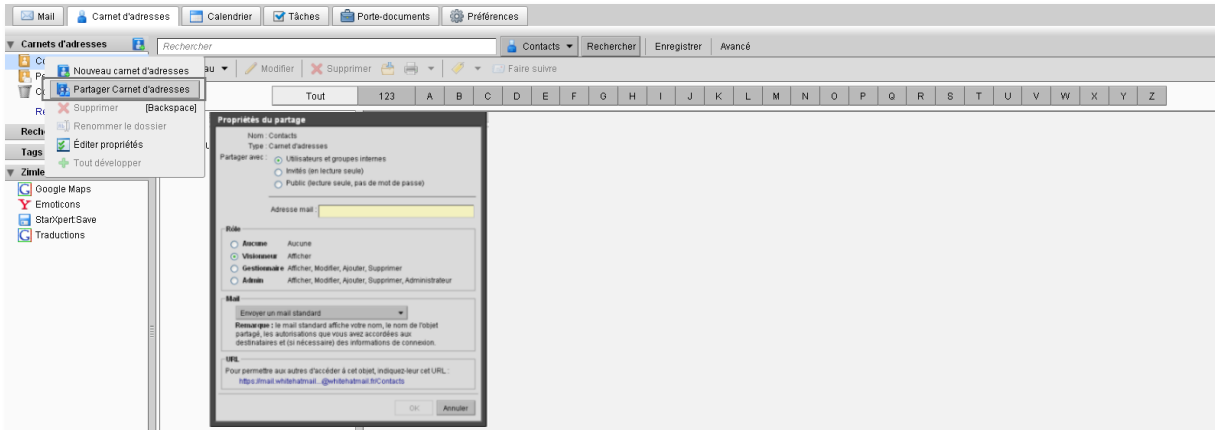 Mail Carnet d'adresses Calendrier Tâches Porte-documents Préférences
Carnets d'adresses
Rechercher
Contacts Rechercher Enregistrer Avancé
Nouveau carnet d'adresses
Partager Carnet d'adresses
Supprimer [Backspace]
Renommer le dossier
Éditer propriétés
Tout développer
Modifier Supprimer Faire suivre
Tout 123 A B C D E F G H I J K L M N O P Q R S T U V W X Y Z
Tags
Google Maps
Emoticons
StarXpert:Save
Traductions
Propriétés du partage
Nom : Contacts
Type : Carnet d'adresses
Partager avec : Utilisateurs et groupes internes
Invités (en lecture seule)
Public (lecture seule, pas de mot de passe)
Adresse mail :
Rôle
Aucune Aucune
Visionneur Afficher
Gestionnaire Afficher, Modifier, Ajouter, Supprimer
Admin Afficher, Modifier, Ajouter, Supprimer, Administrateur
Mail
Envoyer un mail standard
Remarque : le mail standard affiche votre nom, le nom de l'objet
partagé, les autorisations que vous avez accordées aux
destinataires et (si nécessaire) des informations de connexion.
URL
Pour permettre aux autres d'accéder à cet objet, indiquez-leur cet URL :
https://mail.whitehatmail...@whitehatmail.fr/Contacts
OK Annuler